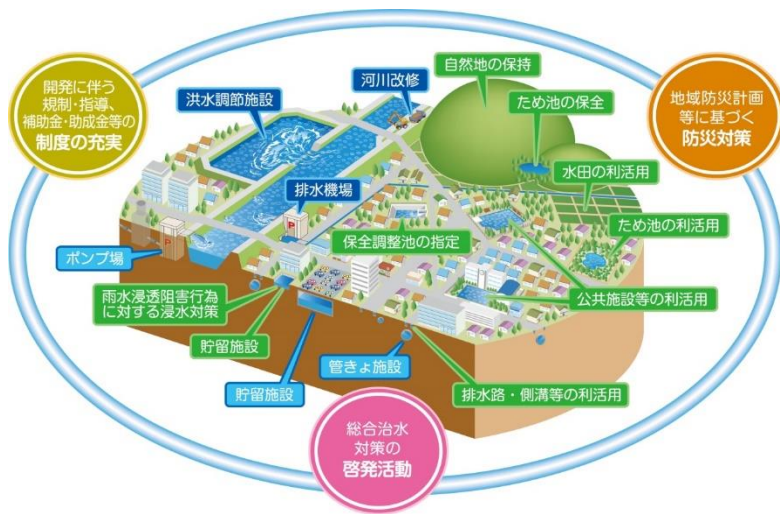 開発に伴う
規制・指導、
補助金・助成金等の
制度の充実
洪水調節施設
河川改修
自然地の保持
ため池の保全
地域防災計画
等に基づく
防災対策
水田の利活用
排水機場
保全調整池の指定
ため池の利活用
ポンプ場
P
P
雨水浸透阻害行為
に対する浸水対策
公共施設等の利活用
貯留施設
管きょ施設
貯留施設
排水路・側溝等の利活用
総合治水
対策の
啓発活動